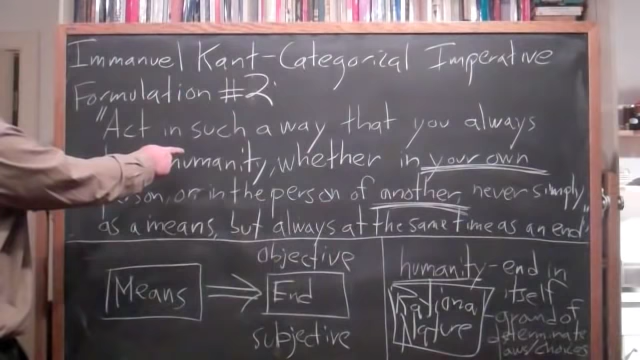 Immanuel Kant-Categorical Imperative
Formulation #2
"Act in such a way that you always
humanity, whether in your own
person, or in the person of another, never simply
as a means, but always at the same time as an end"
objective
Means
End
subjective
humanity-end in
itself
Rational
Nature
ground of
determinate
laws/choices